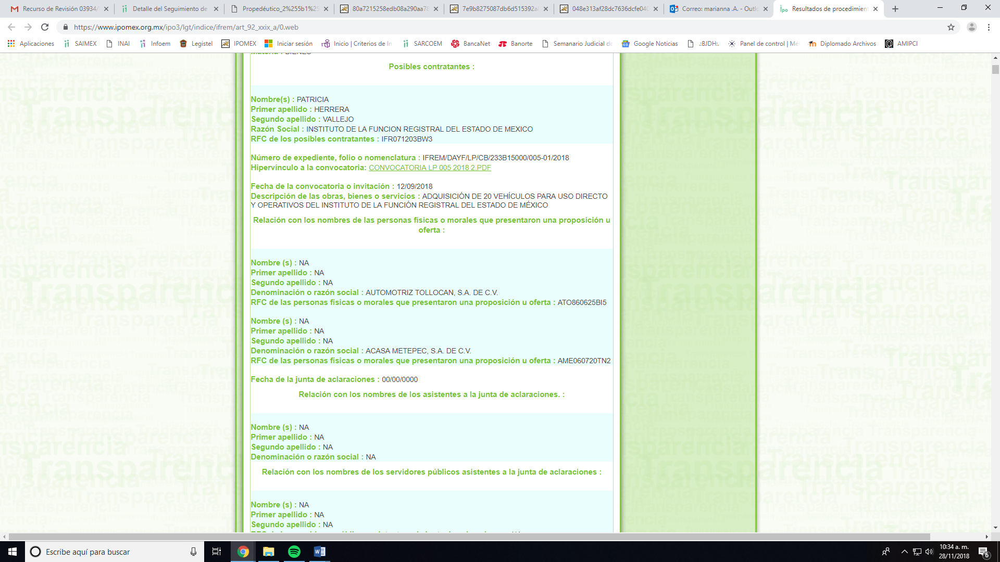 Recurso de Revisión 03934/
Detalle del Seguimiento de
Propedéutico_2%255b1%25
80a7215258edb08a290aa78
7e9b8275087db6d515392a
048e313af28dc7636dcfe040
Correo: marianna .A. - Outl
Resultados de procedimien
https://www.ipomex.org.mx/ipo3/lgt/indice/ifrem/art_92_xxix_a/0.web
Aplicaciones
SAIMEX
INAI
Infoem
Legistel
IPOMEX
Iniciar sesión
Inicio | Criterios de In
SARCOEM
BancaNet
Banorte
Semanario Judicial de
Google Noticias
.:BJDH:.
Panel de control | Mé
Diplomado Archivos
AMIPCI
Materia : BIENES
Posibles contratantes :
Nombre(s) : PATRICIA
Primer apellido : HERRERA
Segundo apellido : VALLEJO
Razón Social : INSTITUTO DE LA FUNCION REGISTRAL DEL ESTADO DE MEXICO
RFC de los posibles contratantes : IFR071203BW3
Número de expediente, folio o nomenclatura : IFREM/DAYF/LP/CB/233B15000/005-01/2018
Hipervínculo a la convocatoria: CONVOCATORIA LP 005 2018 2.PDF
Fecha de la convocatoria o invitación : 12/09/2018
Descripción de las obras, bienes o servicios : ADQUISICIÓN DE 20 VEHÍCULOS PARA USO DIRECTO
Y OPERATIVOS DEL INSTITUTO DE LA FUNCIÓN REGISTRAL DEL ESTADO DE MÉXICO
Relación con los nombres de las personas físicas o morales que presentaron una proposición u
oferta :
Nombre (s) : NA
Primer apellido : NA
Segundo apellido : NA
Denominación o razón social : AUTOMOTRIZ TOLLOCAN, S.A. DE C.V.
RFC de las personas físicas o morales que presentaron una proposición u oferta : ATO860625BI5
Nombre (s) : NA
Primer apellido : NA
Segundo apellido : NA
Denominación o razón social : ACASA METEPEC, S.A. DE C.V.
RFC de las personas físicas o morales que presentaron una proposición u oferta : AME060720TN2
Fecha de la junta de aclaraciones : 00/00/0000
Relación con los nombres de los asistentes a la junta de aclaraciones. :
Nombre (s) : NA
Primer apellido : NA
Segundo apellido : NA
Denominación o razón social : NA
Relación con los nombres de los servidores públicos asistentes a la junta de aclaraciones :
Nombre (s) : NA
Primer apellido : NA
Segundo apellido : NA
Escribe aquí para buscar
10:34 a. m.
28/11/2018
6